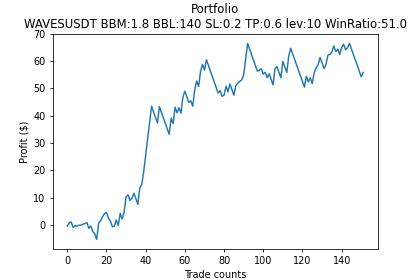 Portfolio
WAVESUSDT BBM:1.8 BBL:140 SL:0.2 TP:0.6 lev:10 WinRatio:51.0
70
60
50
40
30
20
10
0
Profit ($)
0 20 40 60 80 100 120 140
Trade counts